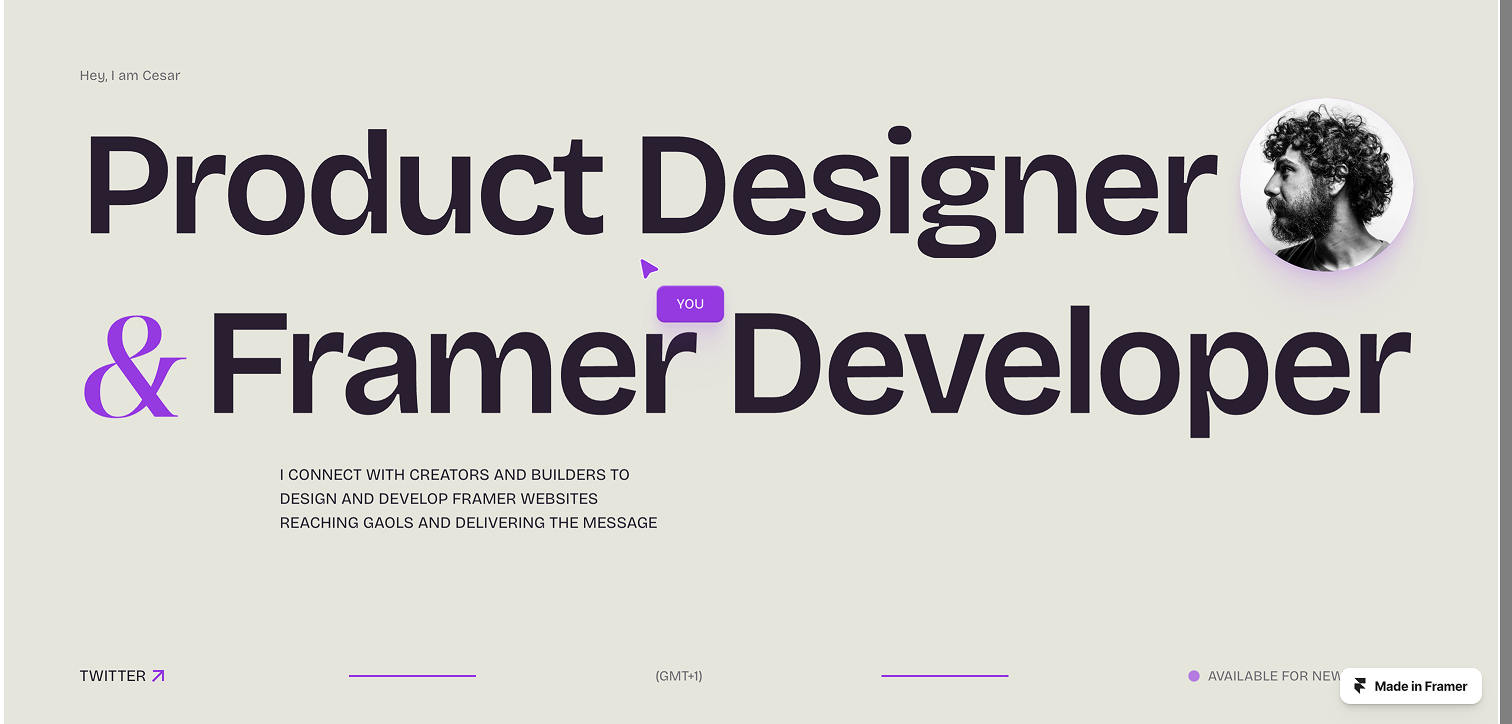 Hey, I am Cesar
Product Designer
YOU
& Framer Developer
I CONNECT WITH CREATORS AND BUILDERS TO
DESIGN AND DEVELOP FRAMER WEBSITES
REACHING GAOLS AND DELIVERING THE MESSAGE
TWITTER
(GMT+1)
AVAILABLE FOR NEW
Made in Framer